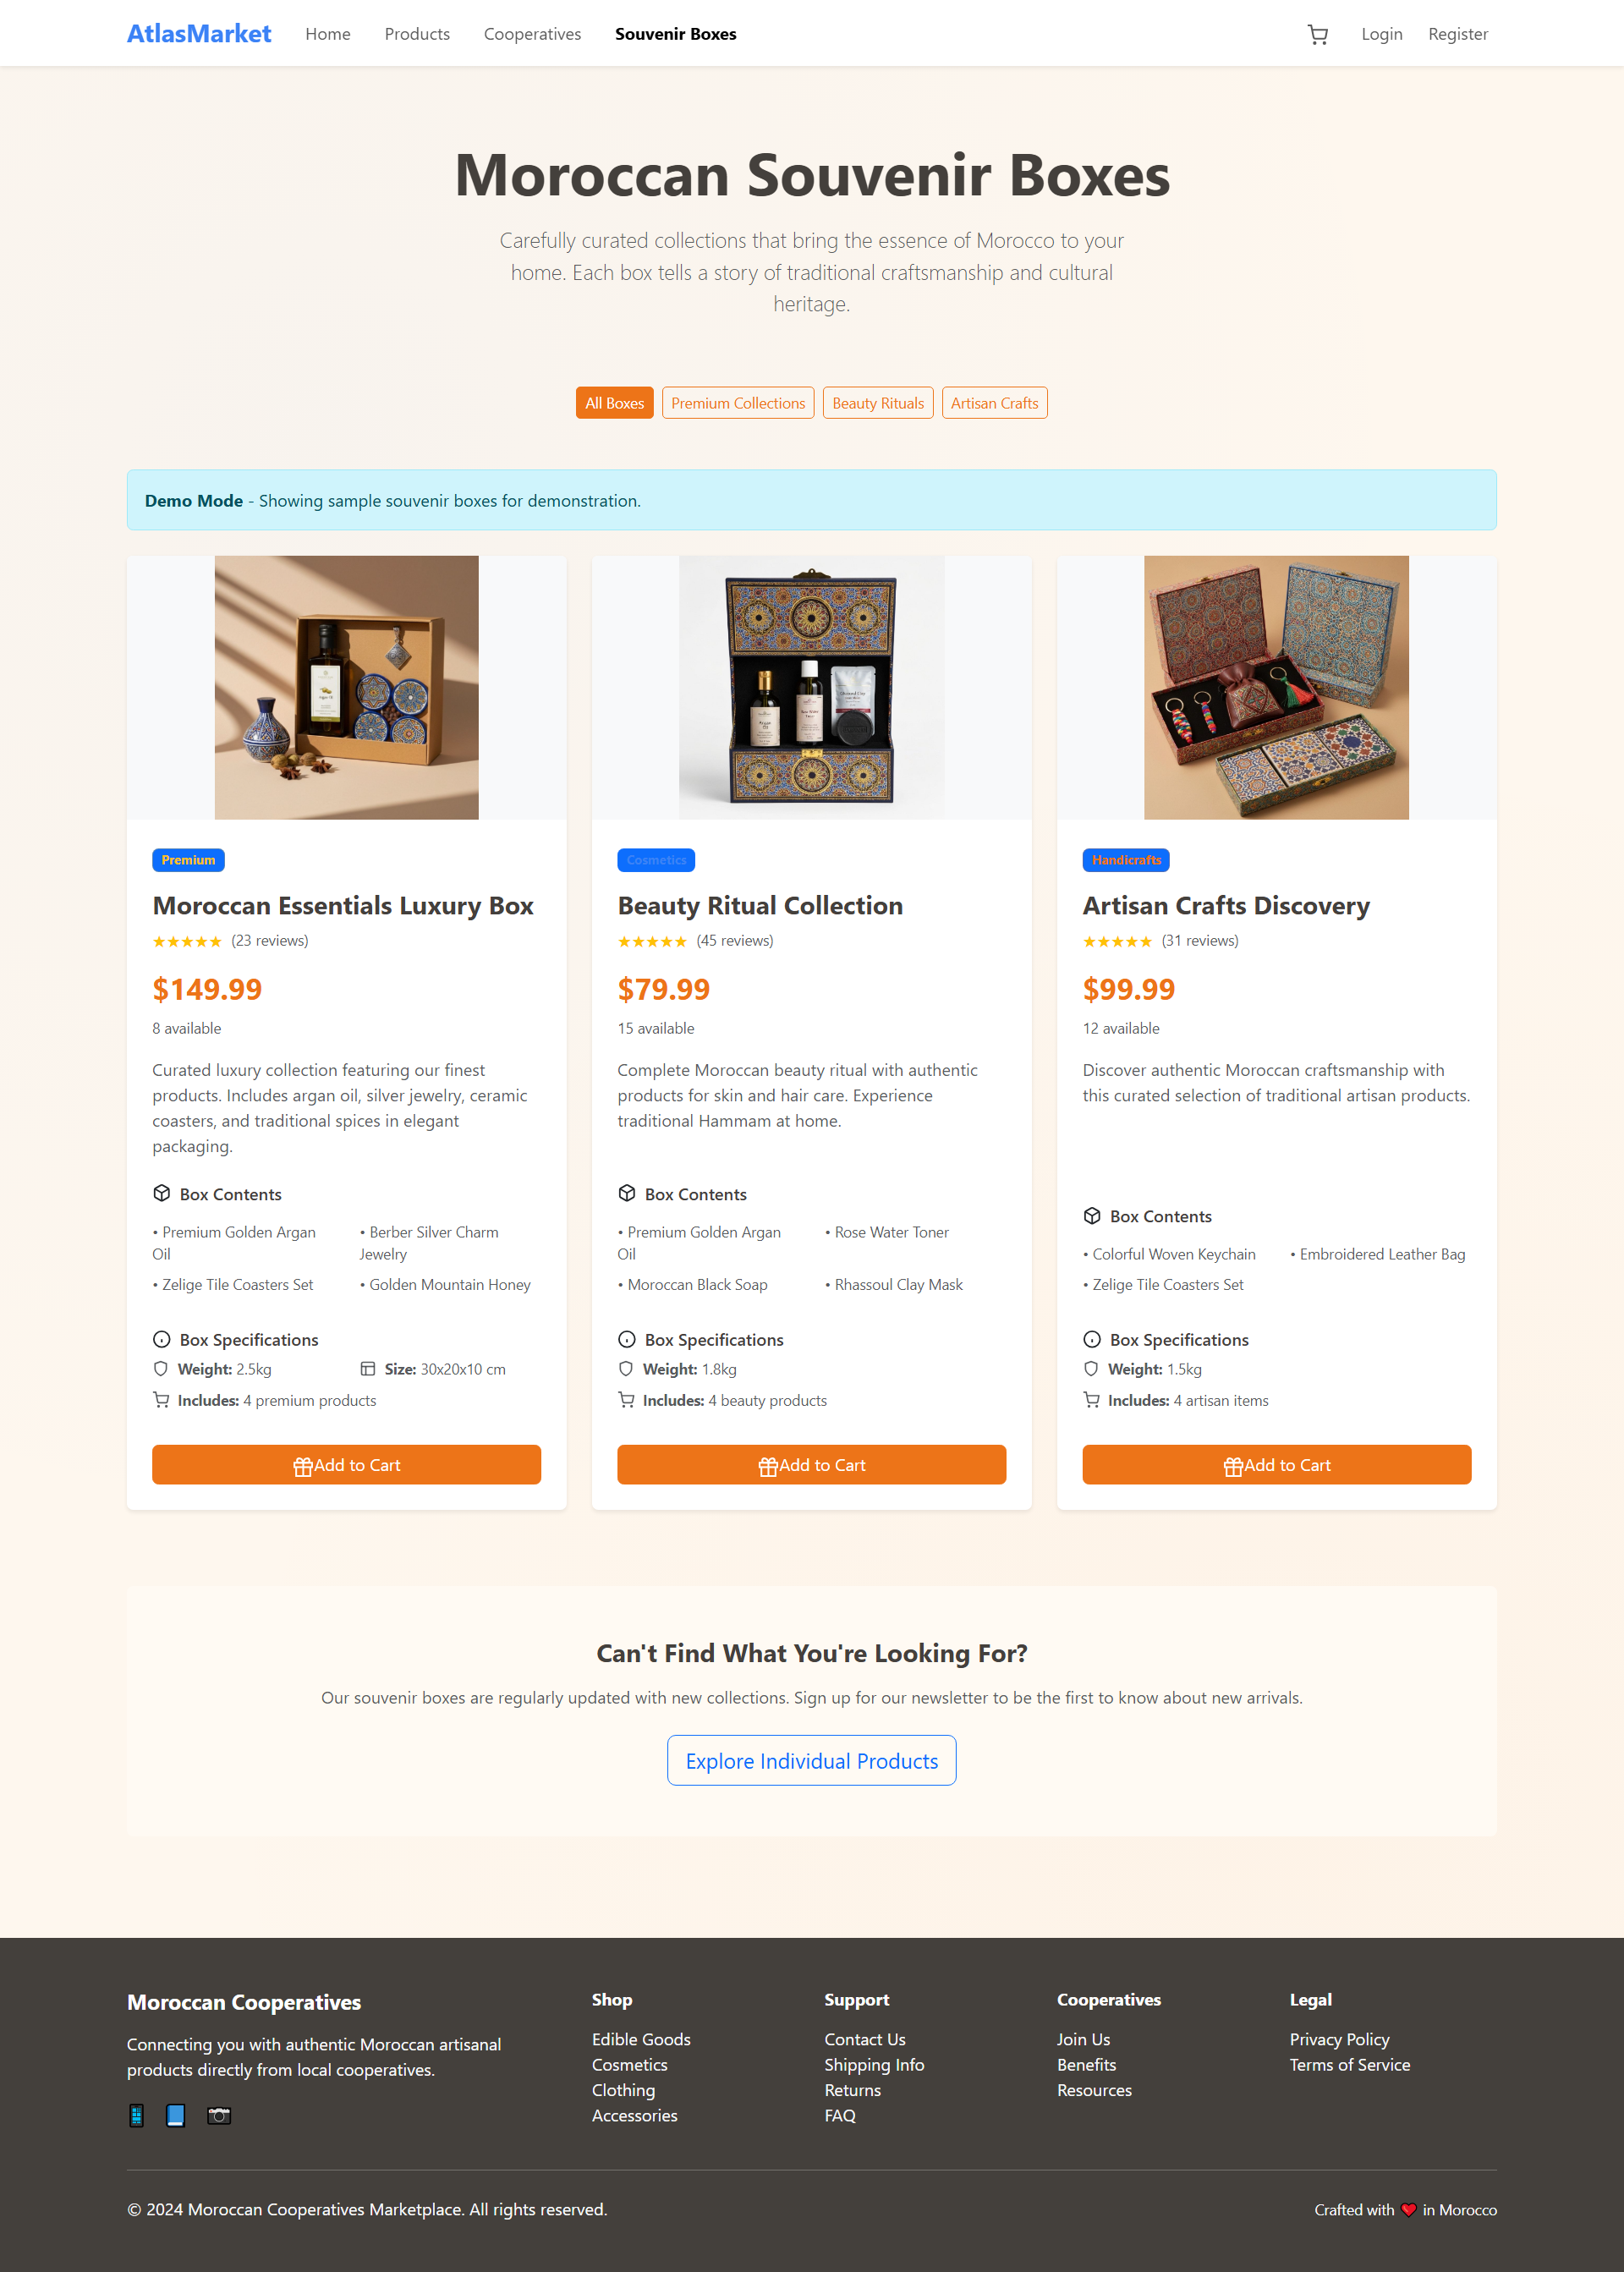 AtlasMarket Home Products Cooperatives Souvenir Boxes Login Register
Moroccan Souvenir Boxes
Carefully curated collections that bring the essence of Morocco to your
home. Each box tells a story of traditional craftsmanship and cultural
heritage.
All Boxes Premium Collections Beauty Rituals Artisan Crafts
Demo Mode - Showing sample souvenir boxes for demonstration.
Premium
Moroccan Essentials Luxury Box
★★★★★ (23 reviews)
$149.99
8 available
Curated luxury collection featuring our finest
products. Includes argan oil, silver jewelry, ceramic
coasters, and traditional spices in elegant
packaging.
Box Contents
• Premium Golden Argan
Oil
• Berber Silver Charm
Jewelry
• Zelige Tile Coasters Set
• Golden Mountain Honey
Box Specifications
Weight: 2.5kg
Size: 30x20x10 cm
Includes: 4 premium products
Add to Cart
Cosmetics
Beauty Ritual Collection
★★★★★ (45 reviews)
$79.99
15 available
Complete Moroccan beauty ritual with authentic
products for skin and hair care. Experience
traditional Hammam at home.
Box Contents
• Premium Golden Argan
Oil
• Rose Water Toner
• Moroccan Black Soap
• Rhassoul Clay Mask
Box Specifications
Weight: 1.8kg
Includes: 4 beauty products
Add to Cart
Handicrafts
Artisan Crafts Discovery
★★★★★ (31 reviews)
$99.99
12 available
Discover authentic Moroccan craftsmanship with
this curated selection of traditional artisan products.
Box Contents
• Colorful Woven Keychain
• Embroidered Leather Bag
• Zelige Tile Coasters Set
Box Specifications
Weight: 1.5kg
Includes: 4 artisan items
Add to Cart
Can't Find What You're Looking For?
Our souvenir boxes are regularly updated with new collections. Sign up for our newsletter to be the first to know about new arrivals.
Explore Individual Products
Moroccan Cooperatives
Connecting you with authentic Moroccan artisanal
products directly from local cooperatives.
Shop
Edible Goods
Cosmetics
Clothing
Accessories
Support
Contact Us
Shipping Info
Returns
FAQ
Cooperatives
Join Us
Benefits
Resources
Legal
Privacy Policy
Terms of Service
© 2024 Moroccan Cooperatives Marketplace. All rights reserved.
Crafted with ❤️ in Morocco